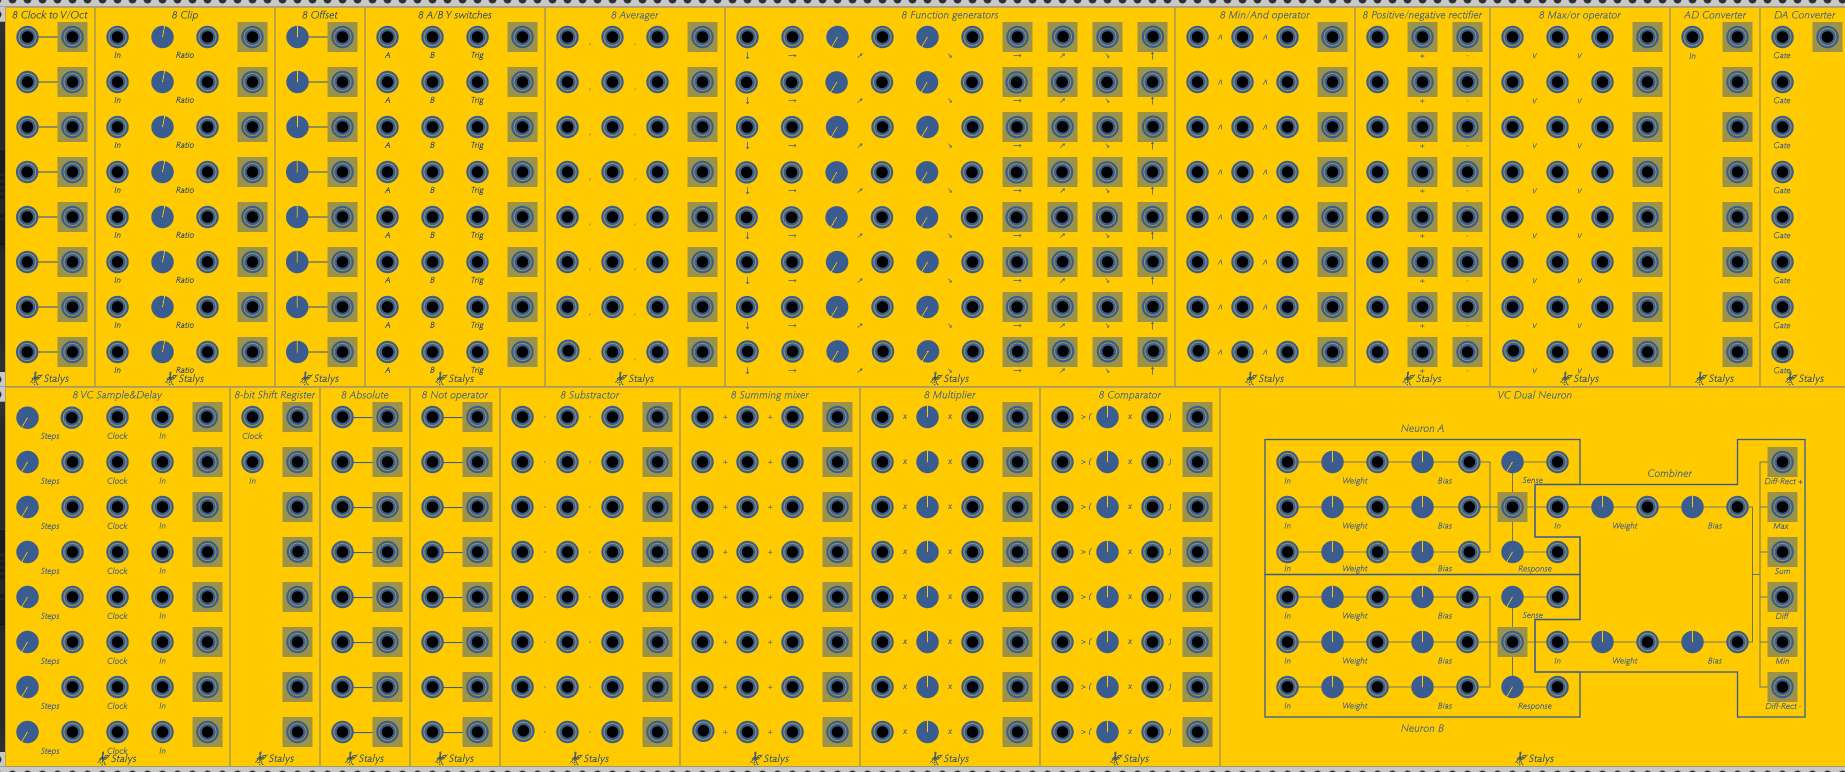 8 Clock to V/Oct 8 Clip 8 Offset 8 A/B Y switches 8 Averager 8 Function generators 8 Min/And operator 8 Positive/negative rectifier 8 Max/or operator AD Converter DA Converter
In Ratio A B Trig , , ↓ → ↗ ↘ → ↗ ↘ ↑ ∧ ∧ + - V V In Gate
In Ratio A B Trig , , ↓ → ↗ ↘ → ↗ ↘ ↑ ∧ ∧ + - V V Gate
In Ratio A B Trig , , ↓ → ↗ ↘ → ↗ ↘ ↑ ∧ ∧ + - V V Gate
In Ratio A B Trig , , ↓ → ↗ ↘ → ↗ ↘ ↑ ∧ ∧ + - V V Gate
In Ratio A B Trig , , ↓ → ↗ ↘ → ↗ ↘ ↑ ∧ ∧ + - V V Gate
In Ratio A B Trig , , ↓ → ↗ ↘ → ↗ ↘ ↑ ∧ ∧ + - V V Gate
In Ratio A B Trig , , ↓ → ↗ ↘ → ↗ ↘ ↑ ∧ ∧ + - V V Gate
In Ratio A B Trig , , ↓ → ↗ ↘ → ↗ ↘ ↑ ∧ ∧ + - V V Gate
Stalys Stalys Stalys Stalys Stalys Stalys Stalys Stalys Stalys Stalys Stalys
8 VC Sample&Delay 8-bit Shift Register 8 Absolute 8 Not operator 8 Substractor 8 Summing mixer 8 Multiplier 8 Comparator VC Dual Neuron
- - + + x x > ( x )
Neuron A
Steps Clock In Clock
- - + + x x > ( x )
Combiner
Steps Clock In In In Weight Bias Sense Diff-Rect +
- - + + x x > ( x )
Steps Clock In In Weight Bias In Weight Bias Max
- - + + x x > ( x )
Steps Clock In In Weight Bias Response Sum
- - + + x x > ( x )
Steps Clock In In Weight Bias Sense Diff
- - + + x x > ( x )
Steps Clock In In Weight Bias In Weight Bias Min
- - + + x x > ( x )
Steps Clock In In Weight Bias Response Diff-Rect -
- - + + x x > ( x )
Neuron B
Steps Clock In
Stalys Stalys Stalys Stalys Stalys Stalys Stalys Stalys Stalys